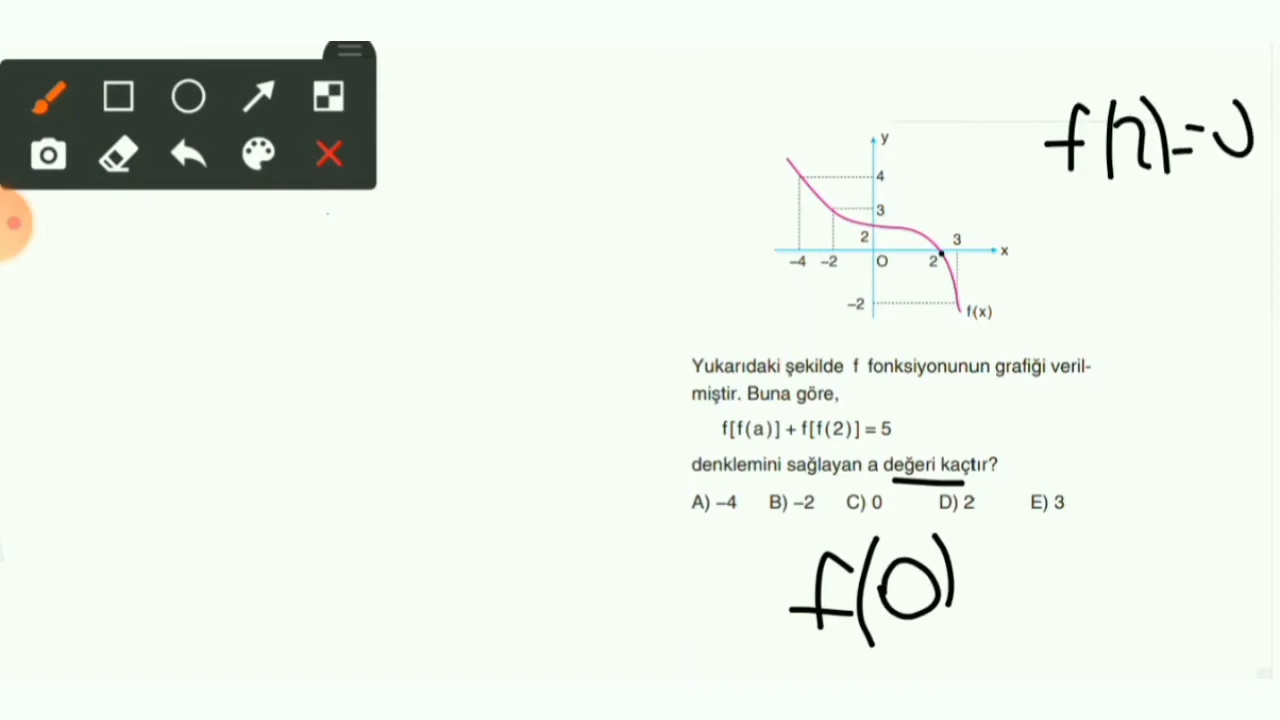 f(2)=0
y
4
3
2 3
x
-4 -2 O 2
-2
f(x)
Yukarıdaki şekilde f fonksiyonunun grafiği veril-
miştir. Buna göre,
f[f(a)] + f[f(2)] = 5
denklemini sağlayan a değeri kaçtır?
A) -4 B) -2 C) 0 D) 2 E) 3
f(0)